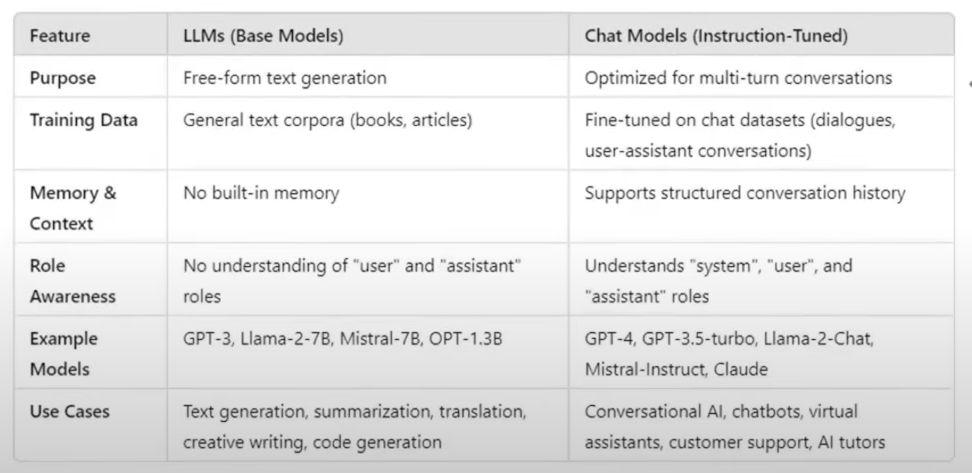 Feature LLMs (Base Models) Chat Models (Instruction-Tuned)
Purpose Free-form text generation Optimized for multi-turn conversations
Training Data General text corpora (books, articles) Fine-tuned on chat datasets (dialogues,
user-assistant conversations)
Memory & No built-in memory Supports structured conversation history
Context
Role No understanding of "user" and "assistant" Understands "system", "user", and
Awareness roles "assistant" roles
Example GPT-3, Llama-2-7B, Mistral-7B, OPT-1.3B GPT-4, GPT-3.5-turbo, Llama-2-Chat,
Models Mistral-Instruct, Claude
Use Cases Text generation, summarization, translation, Conversational AI, chatbots, virtual
creative writing, code generation assistants, customer support, AI tutors